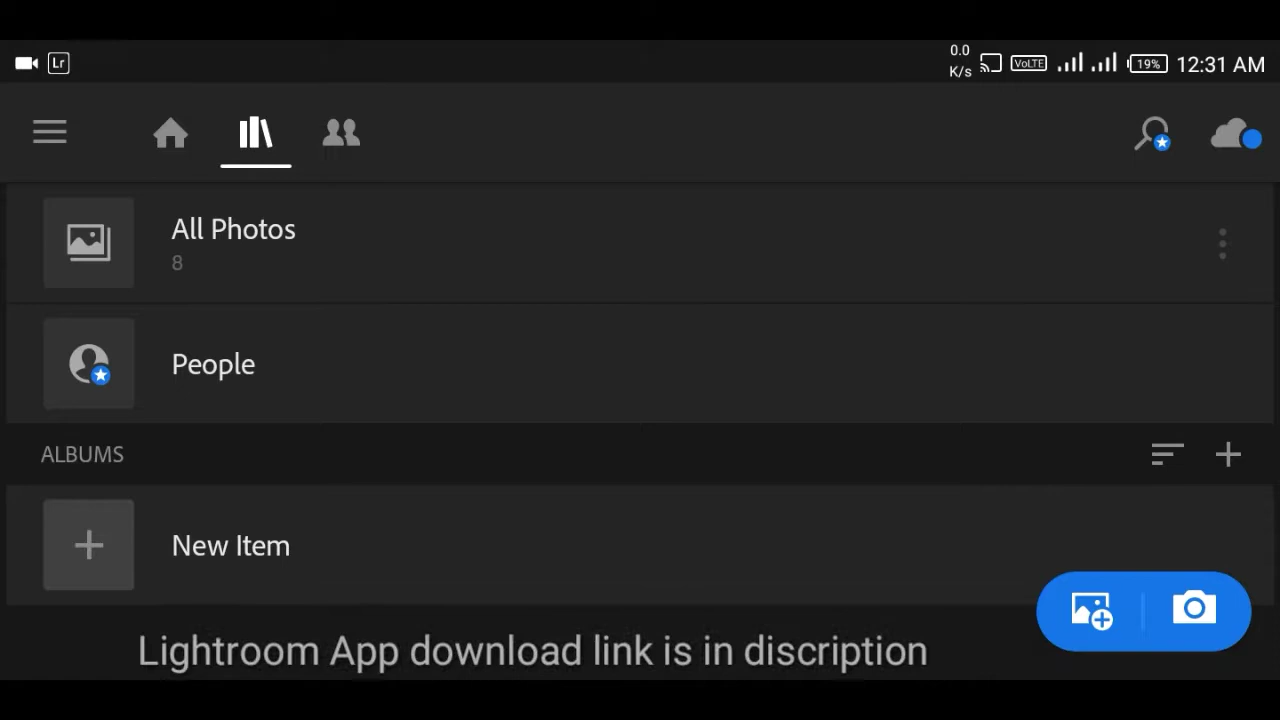 Lr
0.0
K/s
VoLTE
19%
12:31 AM
All Photos
8
People
ALBUMS
New Item
Lightroom App download link is in discription